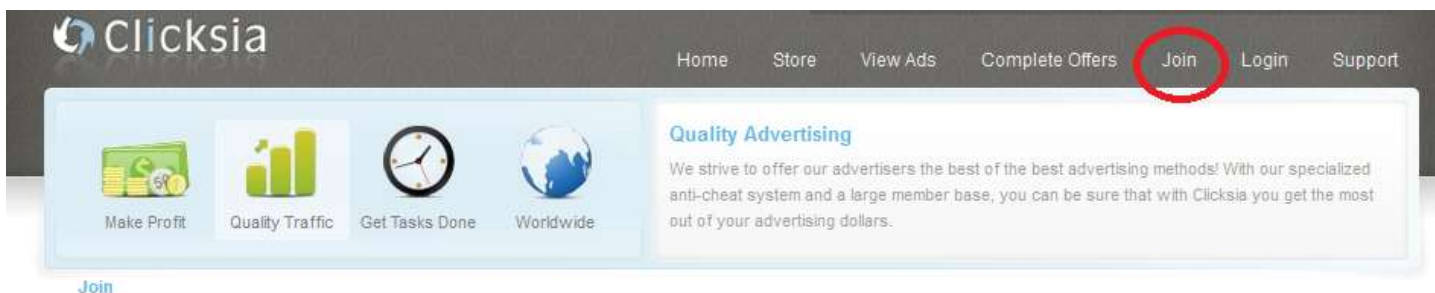 Clicksia
Home Store View Ads Complete Offers Join Login Support
Make Profit Quality Traffic Get Tasks Done Worldwide
Quality Advertising
We strive to offer our advertisers the best of the best advertising methods! With our specialized
anti-cheat system and a large member base, you can be sure that with Clicksia you get the most
out of your advertising dollars.
Join